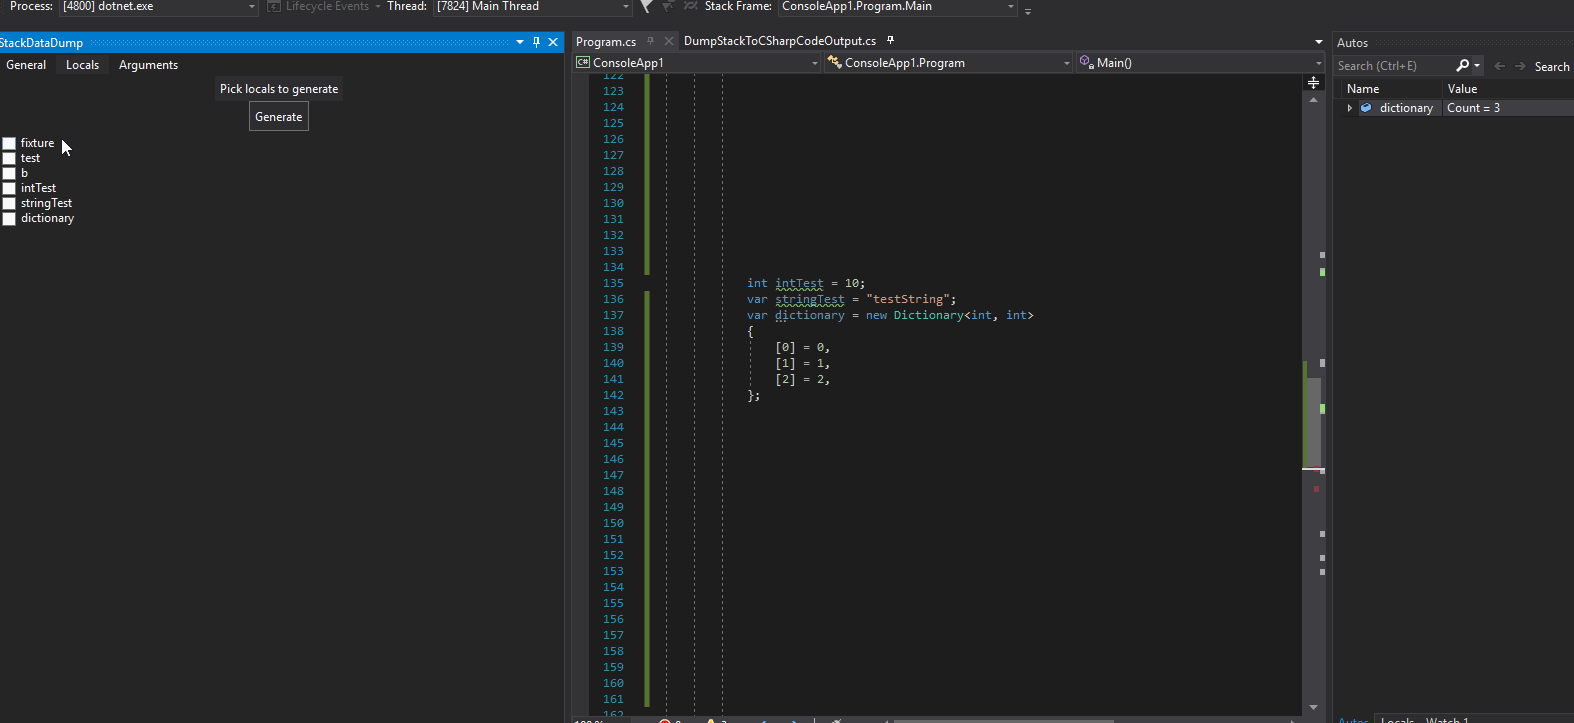 Process: [4800] dotnet.exe Lifecycle Events Thread: [7824] Main Thread Stack Frame: ConsoleApp1.Program.Main
StackDataDump
General Locals Arguments
Pick locals to generate
Generate
fixture
test
b
intTest
stringTest
dictionary
Program.cs DumpStackToCSharpCodeOutput.cs
C# ConsoleApp1 ConsoleApp1.Program Main()
122
123
124
125
126
127
128
129
130
131
132
133
134
135 int intTest = 10;
136 var stringTest = "testString";
137 var dictionary = new Dictionary<int, int>
138 {
139 [0] = 0,
140 [1] = 1,
141 [2] = 2,
142 };
143
144
145
146
147
148
149
150
151
152
153
154
155
156
157
158
159
160
161
162
Autos
Search (Ctrl+E) Search
Name Value
dictionary Count = 3
Autos Locals Watch 1